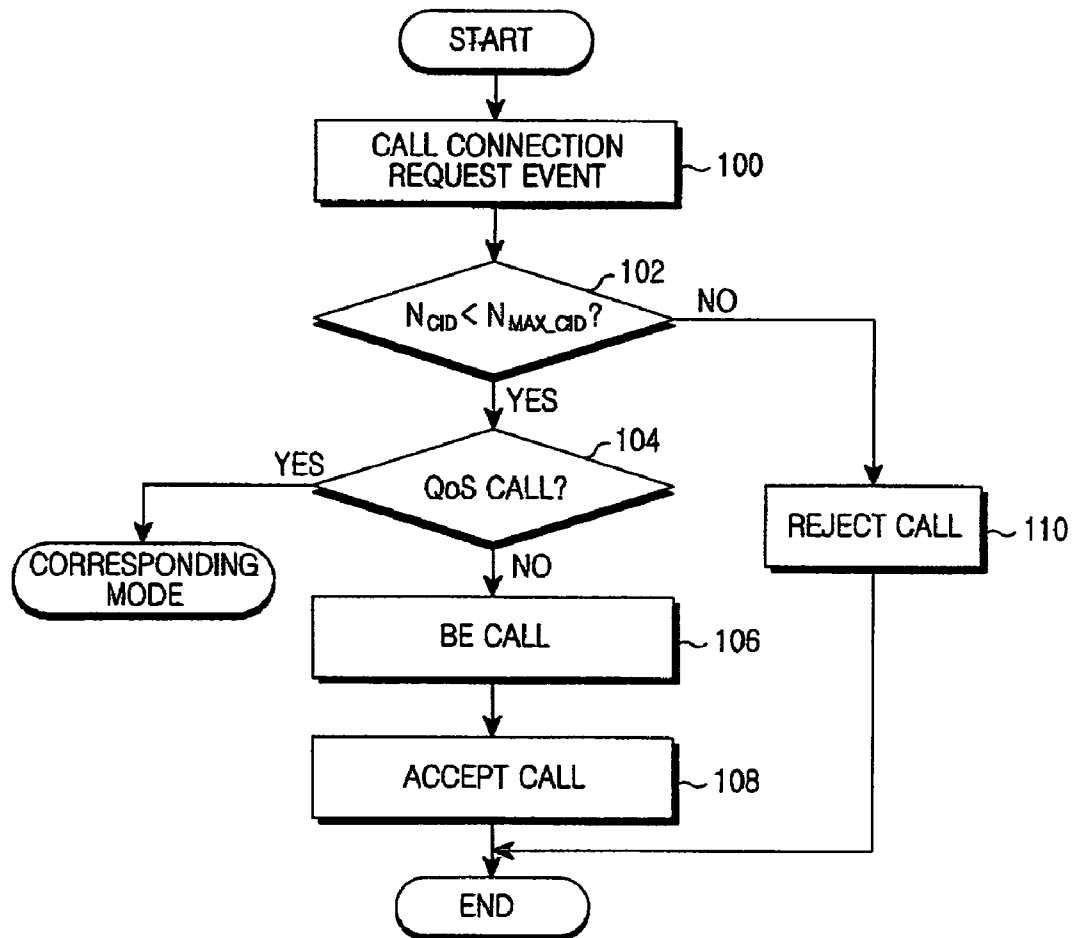 START
CALL CONNECTION
REQUEST EVENT
100
102
N_CID < N_MAX_CID?
NO
YES
104
YES
QoS CALL?
REJECT CALL
110
CORRESPONDING
MODE
NO
BE CALL
106
ACCEPT CALL
108
END